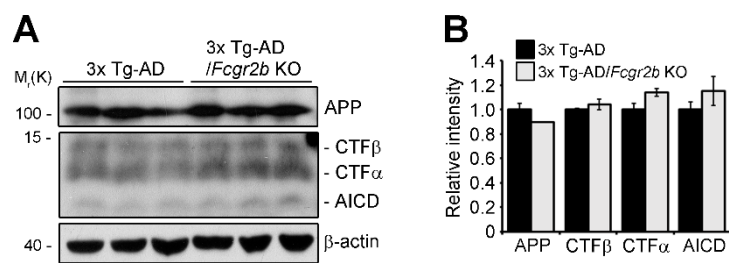 A
3x Tg-AD
3x Tg-AD
/Fcgr2b KO
Mr(K)
100 -
APP
15 -
- CTFβ
- CTFα
- AICD
40 -
β-actin
B
3x Tg-AD
3x Tg-AD/Fcgr2b KO
Relative intensity
1.4
1.2
1.0
0.8
0.6
0.4
0.2
0
APP CTFβ CTFα AICD